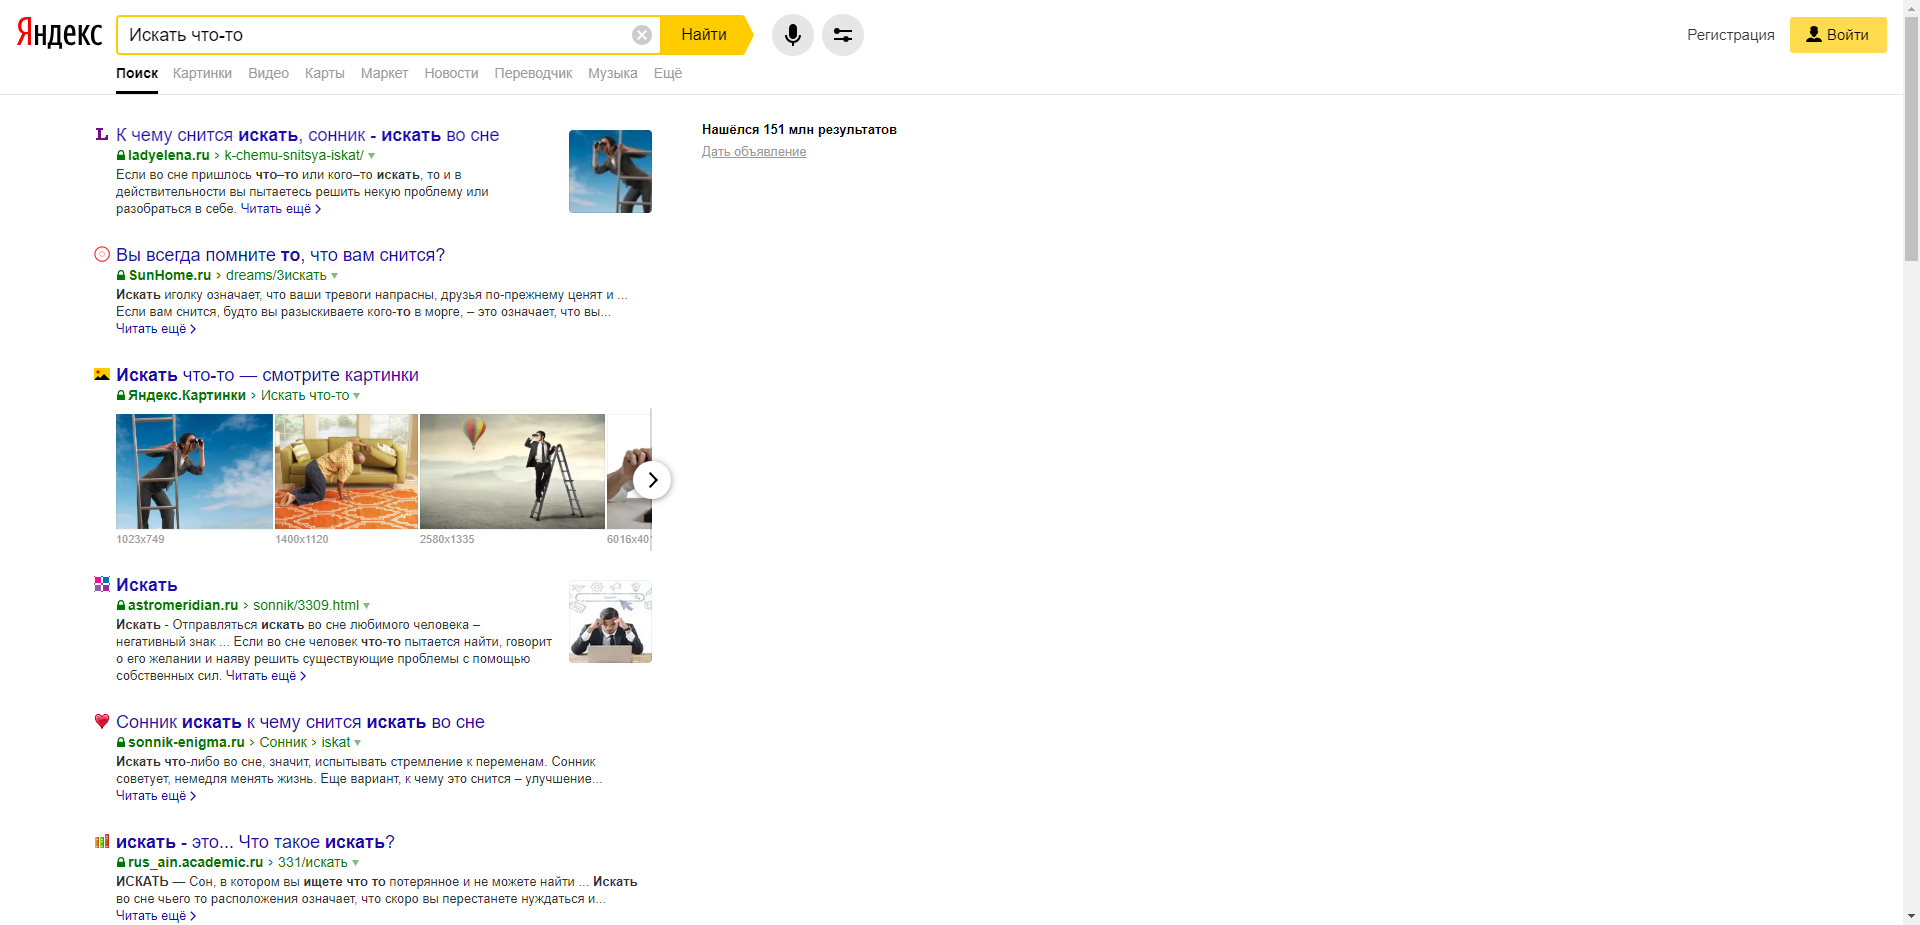 Яндекс
Искать что-то
Найти
Регистрация
Войти
Поиск Картинки Видео Карты Маркет Новости Переводчик Музыка Ещё
К чему снится искать, сонник - искать во сне
ladyelena.ru › k-chemu-snitsya-iskat/
Если во сне пришлось что–то или кого–то искать, то и в
действительности вы пытаетесь решить некую проблему или
разобраться в себе. Читать ещё >
Вы всегда помните то, что вам снится?
SunHome.ru › dreams/3искать
Искать иголку означает, что ваши тревоги напрасны, друзья по-прежнему ценят и ...
Если вам снится, будто вы разыскиваете кого-то в морге, – это означает, что вы...
Читать ещё >
Искать что-то — смотрите картинки
Яндекс.Картинки › Искать что-то
1023x749
1400x1120
2580x1335
6016x40
Искать
astromeridian.ru › sonnik/3309.html
Искать - Отправляться искать во сне любимого человека –
негативный знак ... Если во сне человек что-то пытается найти, говорит
о его желании и наяву решить существующие проблемы с помощью
собственных сил. Читать ещё >
Сонник искать к чему снится искать во сне
sonnik-enigma.ru › Сонник › iskat
Искать что-либо во сне, значит, испытывать стремление к переменам. Сонник
советует, немедля менять жизнь. Еще вариант, к чему это снится – улучшение...
Читать ещё >
искать - это... Что такое искать?
rus_ain.academic.ru › 331/искать
ИСКАТЬ — Сон, в котором вы ищете что то потерянное и не можете найти ... Искать
во сне чьего то расположения означает, что скоро вы перестанете нуждаться и...
Читать ещё >
Нашёлся 151 млн результатов
Дать объявление